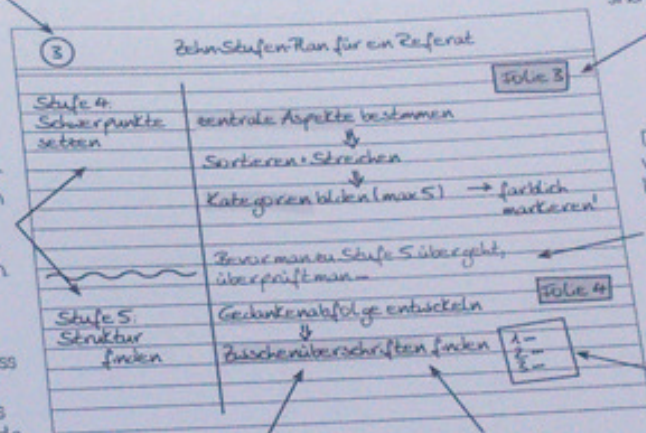 3
Zehn-Stufen-Plan für ein Referat
Folie 3
Stufe 4:
Schwerpunkte
setzen
zentrale Aspekte bestimmen
Sortieren + Streichen
Kategorien bilden (max 5) → farblich
markieren!
Bevor man zu Stufe 5 übergeht,
überprüft man –
Folie 4
Stufe 5:
Struktur
finden
Gedankenabfolge entwickeln
Zwischenüberschriften finden
1 –
2 –
3 –